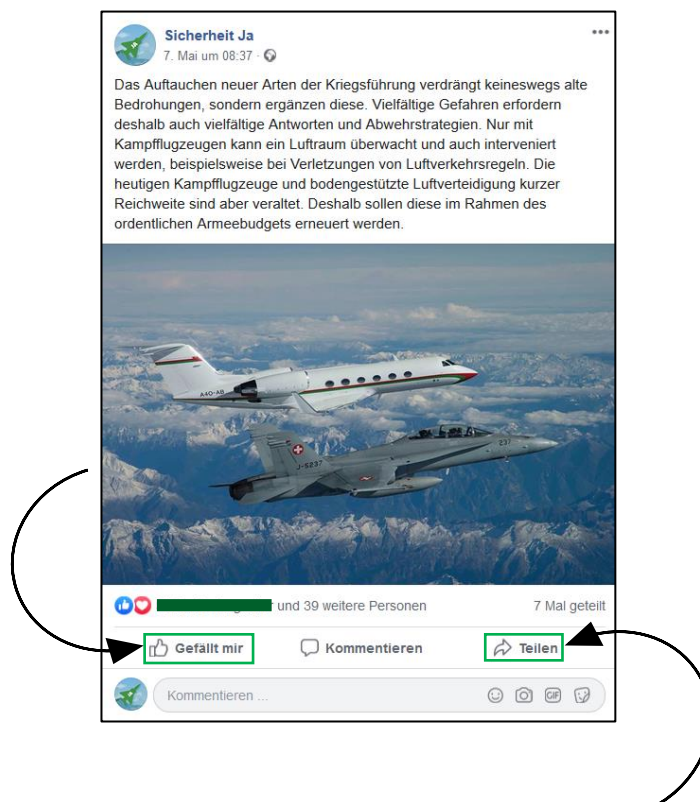 Sicherheit Ja
7. Mai um 08:37 ·
Das Auftauchen neuer Arten der Kriegsführung verdrängt keineswegs alte
Bedrohungen, sondern ergänzen diese. Vielfältige Gefahren erfordern
deshalb auch vielfältige Antworten und Abwehrstrategien. Nur mit
Kampfflugzeugen kann ein Luftraum überwacht und auch interveniert
werden, beispielsweise bei Verletzungen von Luftverkehrsregeln. Die
heutigen Kampfflugzeuge und bodengestützte Luftverteidigung kurzer
Reichweite sind aber veraltet. Deshalb sollen diese im Rahmen des
ordentlichen Armeebudgets erneuert werden.
A4O-AB
237
J-5237
und 39 weitere Personen 7 Mal geteilt
Gefällt mir Kommentieren Teilen
Kommentieren ... GIF